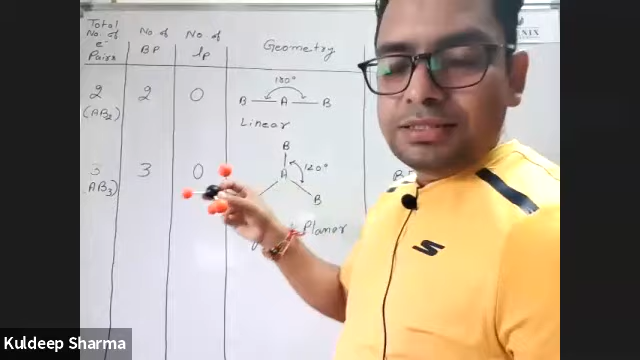 Total No. of No. of
No. of BP lp Geometry
e⁻
Pairs
180°
2 2 0 B — A — B
(AB₂) Linear
B
3 3 0 A 120°
AB₃)
B
Planar
S
Kuldeep Sharma